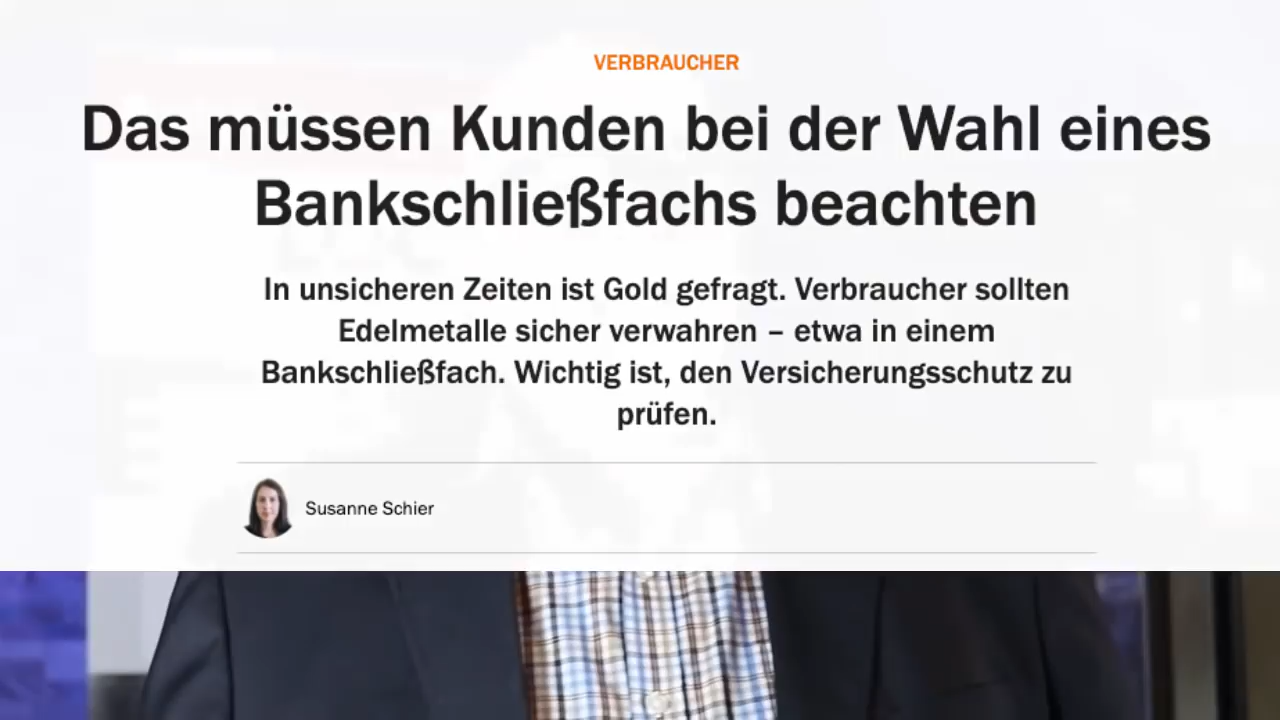 VERBRAUCHER
Das müssen Kunden bei der Wahl eines
Bankschließfachs beachten
In unsicheren Zeiten ist Gold gefragt. Verbraucher sollten
Edelmetalle sicher verwahren – etwa in einem
Bankschließfach. Wichtig ist, den Versicherungsschutz zu
prüfen.
Susanne Schier